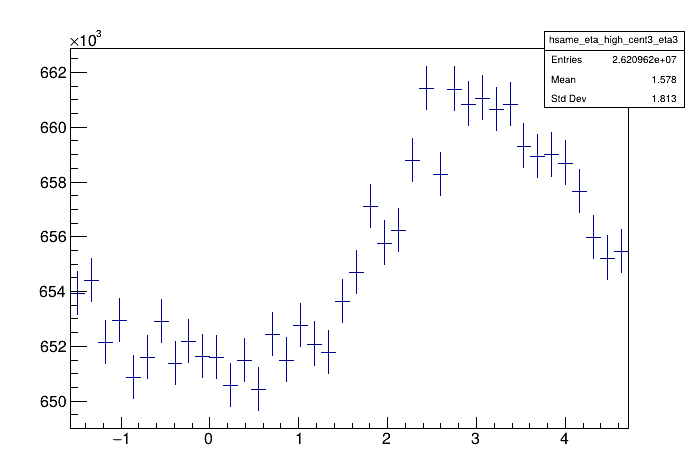 ×10³
hsame_eta_high_cent3_eta3
Entries 2.620962e+07
Mean 1.578
Std Dev 1.813
662
660
658
656
654
652
650
−1 0 1 2 3 4